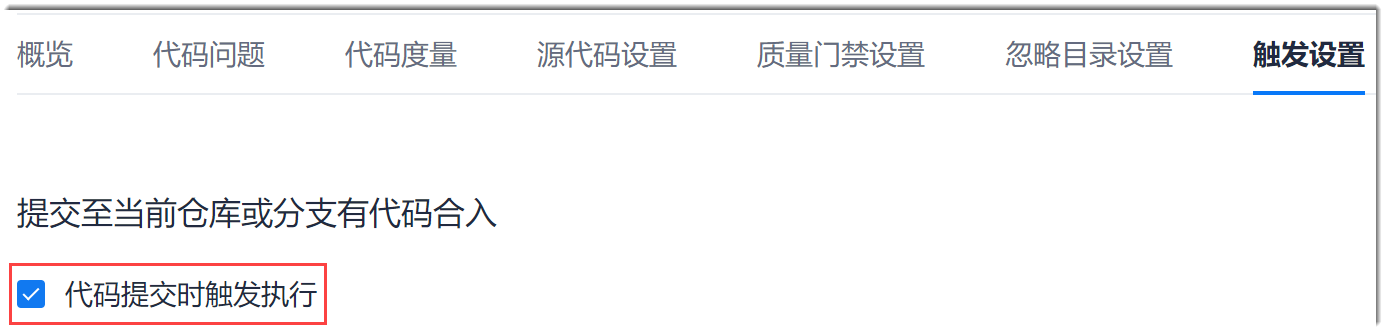 概览 代码问题 代码度量 源代码设置 质量门禁设置 忽略目录设置 触发设置
提交至当前仓库或分支有代码合入
代码提交时触发执行